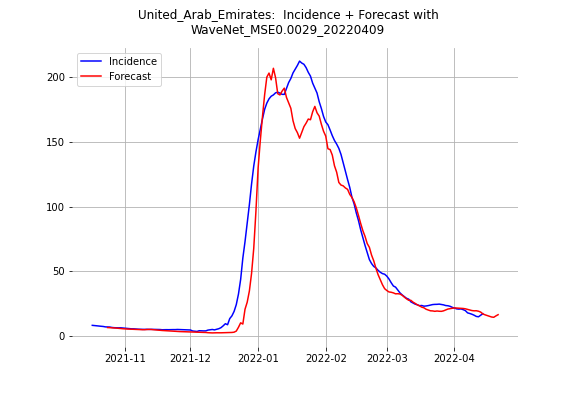 United_Arab_Emirates:  Incidence + Forecast with
WaveNet_MSE0.0029_20220409
Incidence
Forecast
200
150
100
50
0
2021-11
2021-12
2022-01
2022-02
2022-03
2022-04